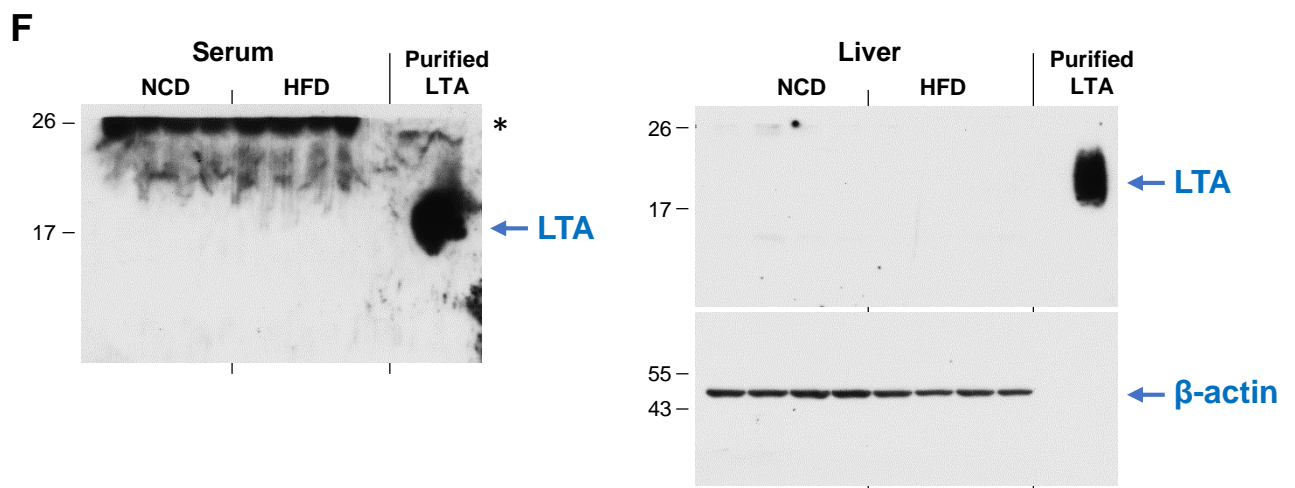 F
Serum
NCD
HFD
Purified
LTA
26
*
17
LTA
Liver
NCD
HFD
Purified
LTA
26
17
LTA
55
43
β-actin